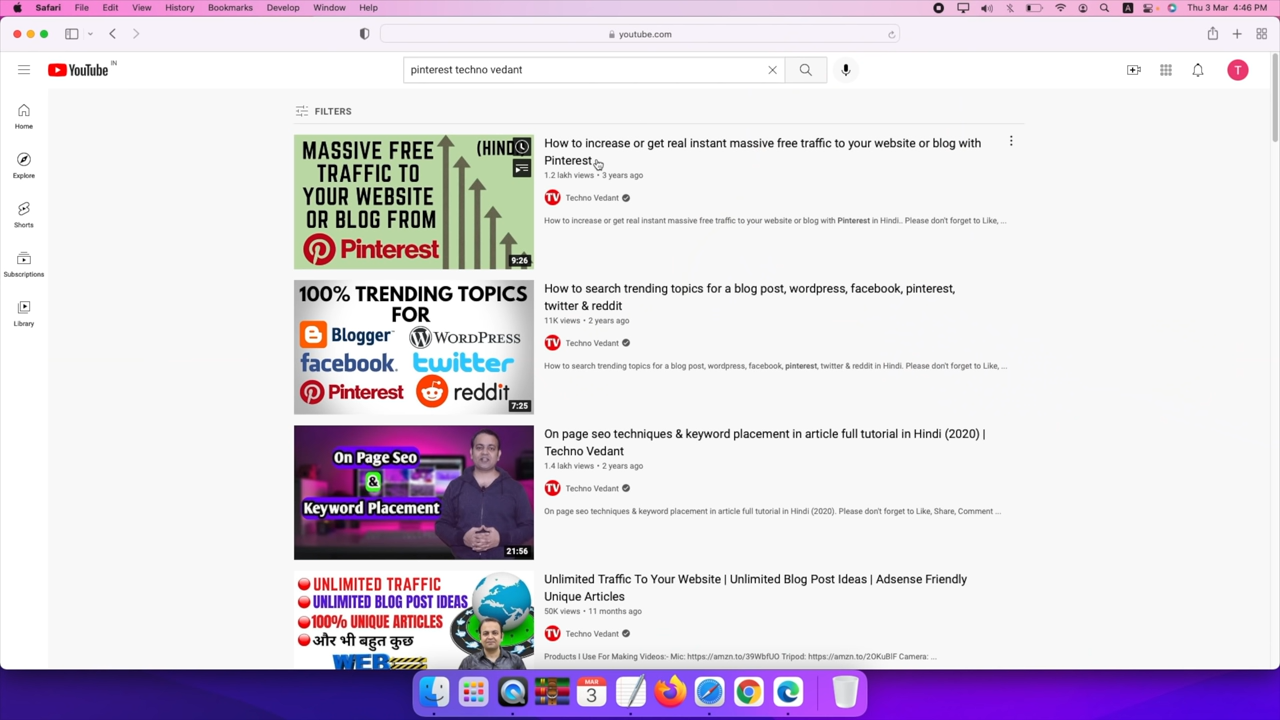 Safari File Edit View History Bookmarks Develop Window Help A Thu 3 Mar 4:46 PM
youtube.com
YouTube IN
pinterest techno vedant
T
FILTERS
Home
Explore
Shorts
Subscriptions
Library
MASSIVE FREE (HIND
TRAFFIC TO
YOUR WEBSITE
OR BLOG FROM
Pinterest
9:26
How to increase or get real instant massive free traffic to your website or blog with
Pinterest
1.2 lakh views • 3 years ago
TV Techno Vedant
How to increase or get real instant massive free traffic to your website or blog with Pinterest in Hindi.. Please don't forget to Like, ...
100% TRENDING TOPICS
FOR
Blogger WORDPRESS
facebook. twitter
Pinterest reddit
7:25
How to search trending topics for a blog post, wordpress, facebook, pinterest,
twitter & reddit
11K views • 2 years ago
TV Techno Vedant
How to search trending topics for a blog post, wordpress, facebook, pinterest, twitter & reddit in Hindi. Please don't forget to Like, ...
On Page Seo
&
Keyword Placement
21:56
On page seo techniques & keyword placement in article full tutorial in Hindi (2020) |
Techno Vedant
1.4 lakh views • 2 years ago
TV Techno Vedant
On page seo techniques & keyword placement in article full tutorial in Hindi (2020). Please don't forget to Like, Share, Comment ...
UNLIMITED TRAFFIC
UNLIMITED BLOG POST IDEAS
100% UNIQUE ARTICLES
और भी बहुत कुछ
WEB
Unlimited Traffic To Your Website | Unlimited Blog Post Ideas | Adsense Friendly
Unique Articles
50K views • 11 months ago
TV Techno Vedant
Products I Use For Making Videos:- Mic: https://amzn.to/39WbfUO Tripod: https://amzn.to/2OKuBIF Camera: ...
MAR
3